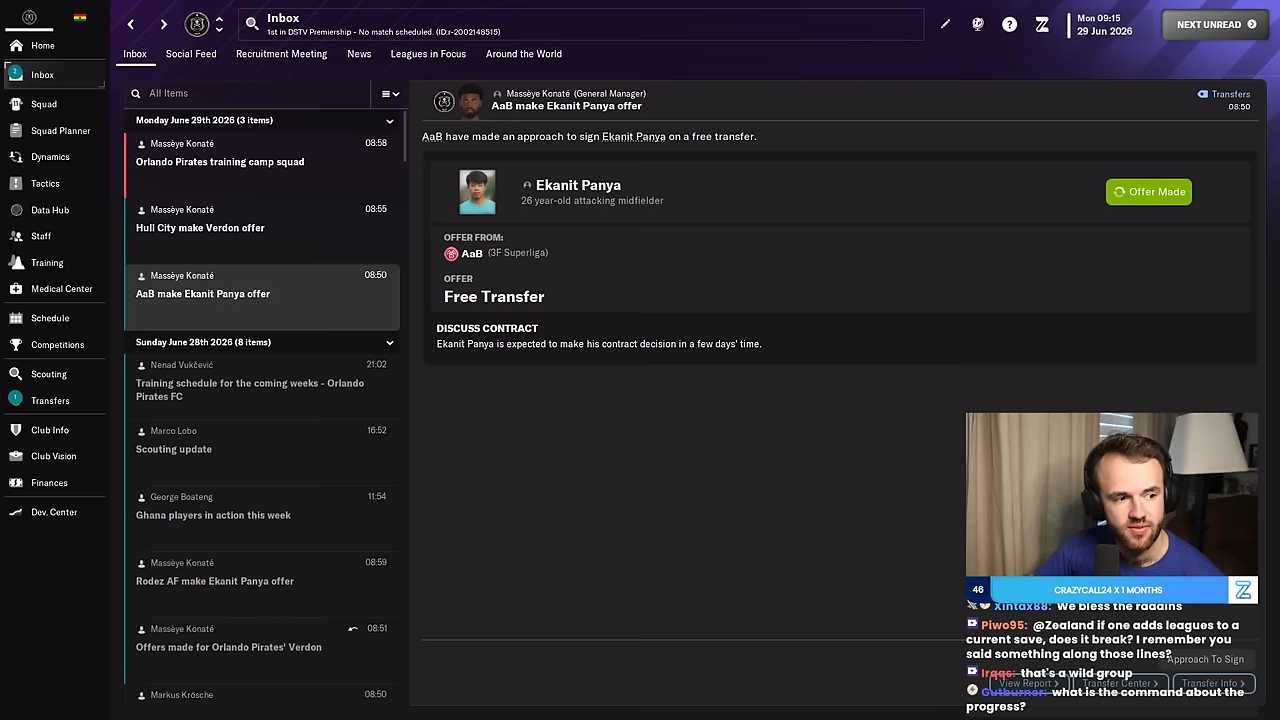 Inbox
1st in DSTV Premiership - No match scheduled. (ID:r-2002148515)
Mon 09:15
29 Jun 2026
NEXT UNREAD
Home
2
Inbox
Squad
Squad Planner
Dynamics
Tactics
Data Hub
Staff
Training
Medical Center
Schedule
Competitions
Scouting
1
Transfers
Club Info
Club Vision
Finances
Dev. Center
Inbox
Social Feed
Recruitment Meeting
News
Leagues in Focus
Around the World
All Items
Monday June 29th 2026 (3 items)
Massèye Konaté 08:58
Orlando Pirates training camp squad
Massèye Konaté 08:55
Hull City make Verdon offer
Massèye Konaté 08:50
AaB make Ekanit Panya offer
Sunday June 28th 2026 (8 items)
Nenad Vukčević 21:02
Training schedule for the coming weeks - Orlando
Pirates FC
Marco Lobo 16:52
Scouting update
George Boateng 11:54
Ghana players in action this week
Massèye Konaté 08:59
Rodez AF make Ekanit Panya offer
Massèye Konaté 08:51
Offers made for Orlando Pirates' Verdon
Markus Krösche 08:50
Massèye Konaté (General Manager)
AaB make Ekanit Panya offer
Transfers
08:50
AaB have made an approach to sign Ekanit Panya on a free transfer.
Ekanit Panya
26 year-old attacking midfielder
Offer Made
OFFER FROM:
AaB (3F Superliga)
OFFER
Free Transfer
DISCUSS CONTRACT
Ekanit Panya is expected to make his contract decision in a few days' time.
46
CRAZYCALL24 X 1 MONTHS
Z
Xintax88: We bless the raddins
Piwo95: @Zealand if one adds leagues to a
current save, does it break? I remember you
said something along those lines?
Approach To Sign
Irqqs: that's a wild group
View Report
Transfer Center
Transfer Info
Gutburner: what is the command about the
progress?